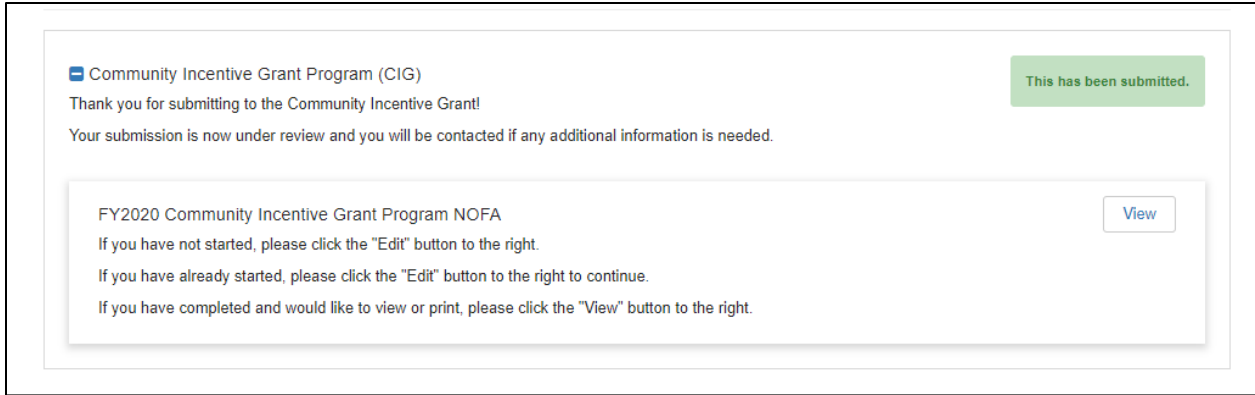 Community Incentive Grant Program (CIG)
This has been submitted.
Thank you for submitting to the Community Incentive Grant!
Your submission is now under review and you will be contacted if any additional information is needed.
FY2020 Community Incentive Grant Program NOFA
View
If you have not started, please click the "Edit" button to the right.
If you have already started, please click the "Edit" button to the right to continue.
If you have completed and would like to view or print, please click the "View" button to the right.